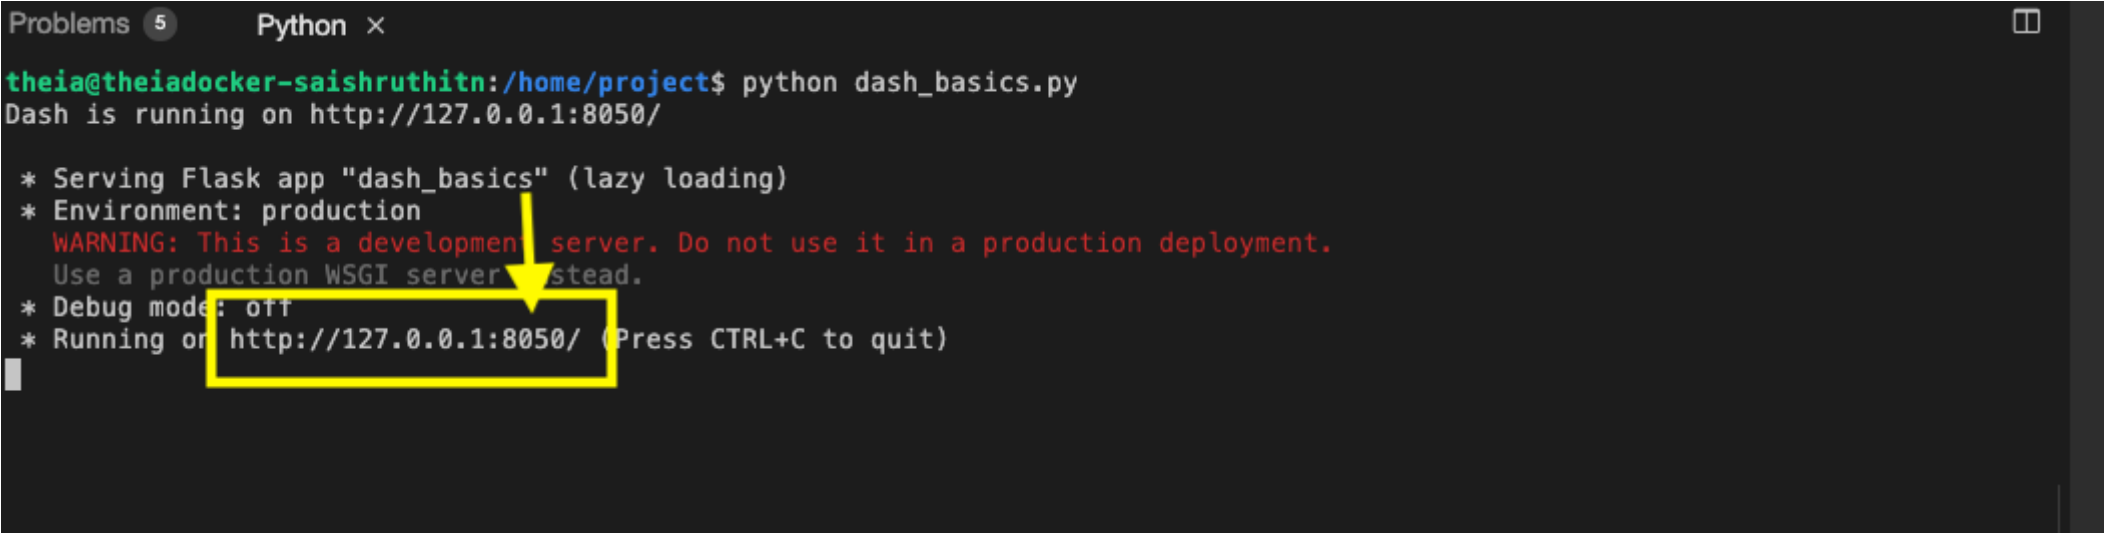 Problems 5 Python ×
theia@theiadocker-saishruthitn:/home/project$ python dash_basics.py
Dash is running on http://127.0.0.1:8050/
* Serving Flask app "dash_basics" (lazy loading)
* Environment: production
WARNING: This is a development server. Do not use it in a production deployment.
Use a production WSGI server instead.
* Debug mode: off
* Running on http://127.0.0.1:8050/ (Press CTRL+C to quit)